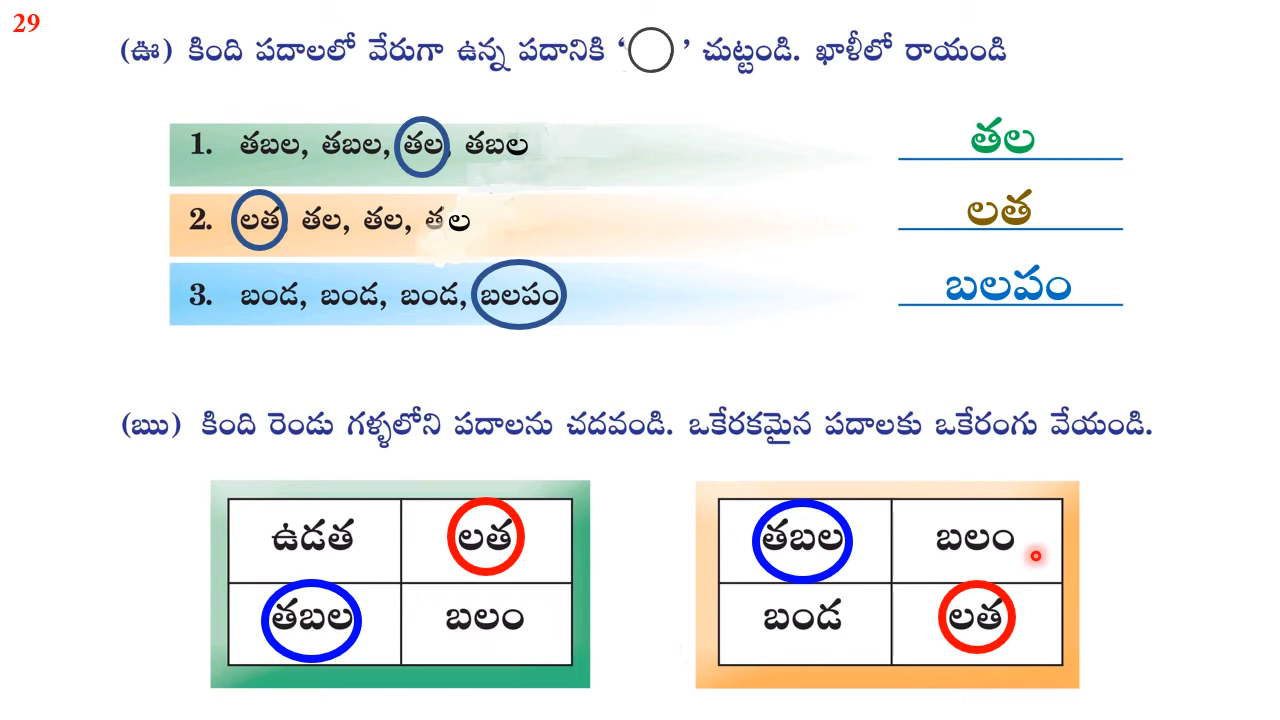 29
(ఊ) కింది పదాలలో వేరుగా ఉన్న పదానికి ‘ ’ చుట్టండి. ఖాళీలో రాయండి
1. తబల, తబల, తల, తబల తల
2. లత, తల, తల, తల లత
3. బండ, బండ, బండ, బలపం బలపం
(ఋ) కింది రెండు గళ్ళలోని పదాలను చదవండి. ఒకేరకమైన పదాలకు ఒకేరంగు వేయండి.
ఉడత లత తబల బలం
తబల బలం బండ లత